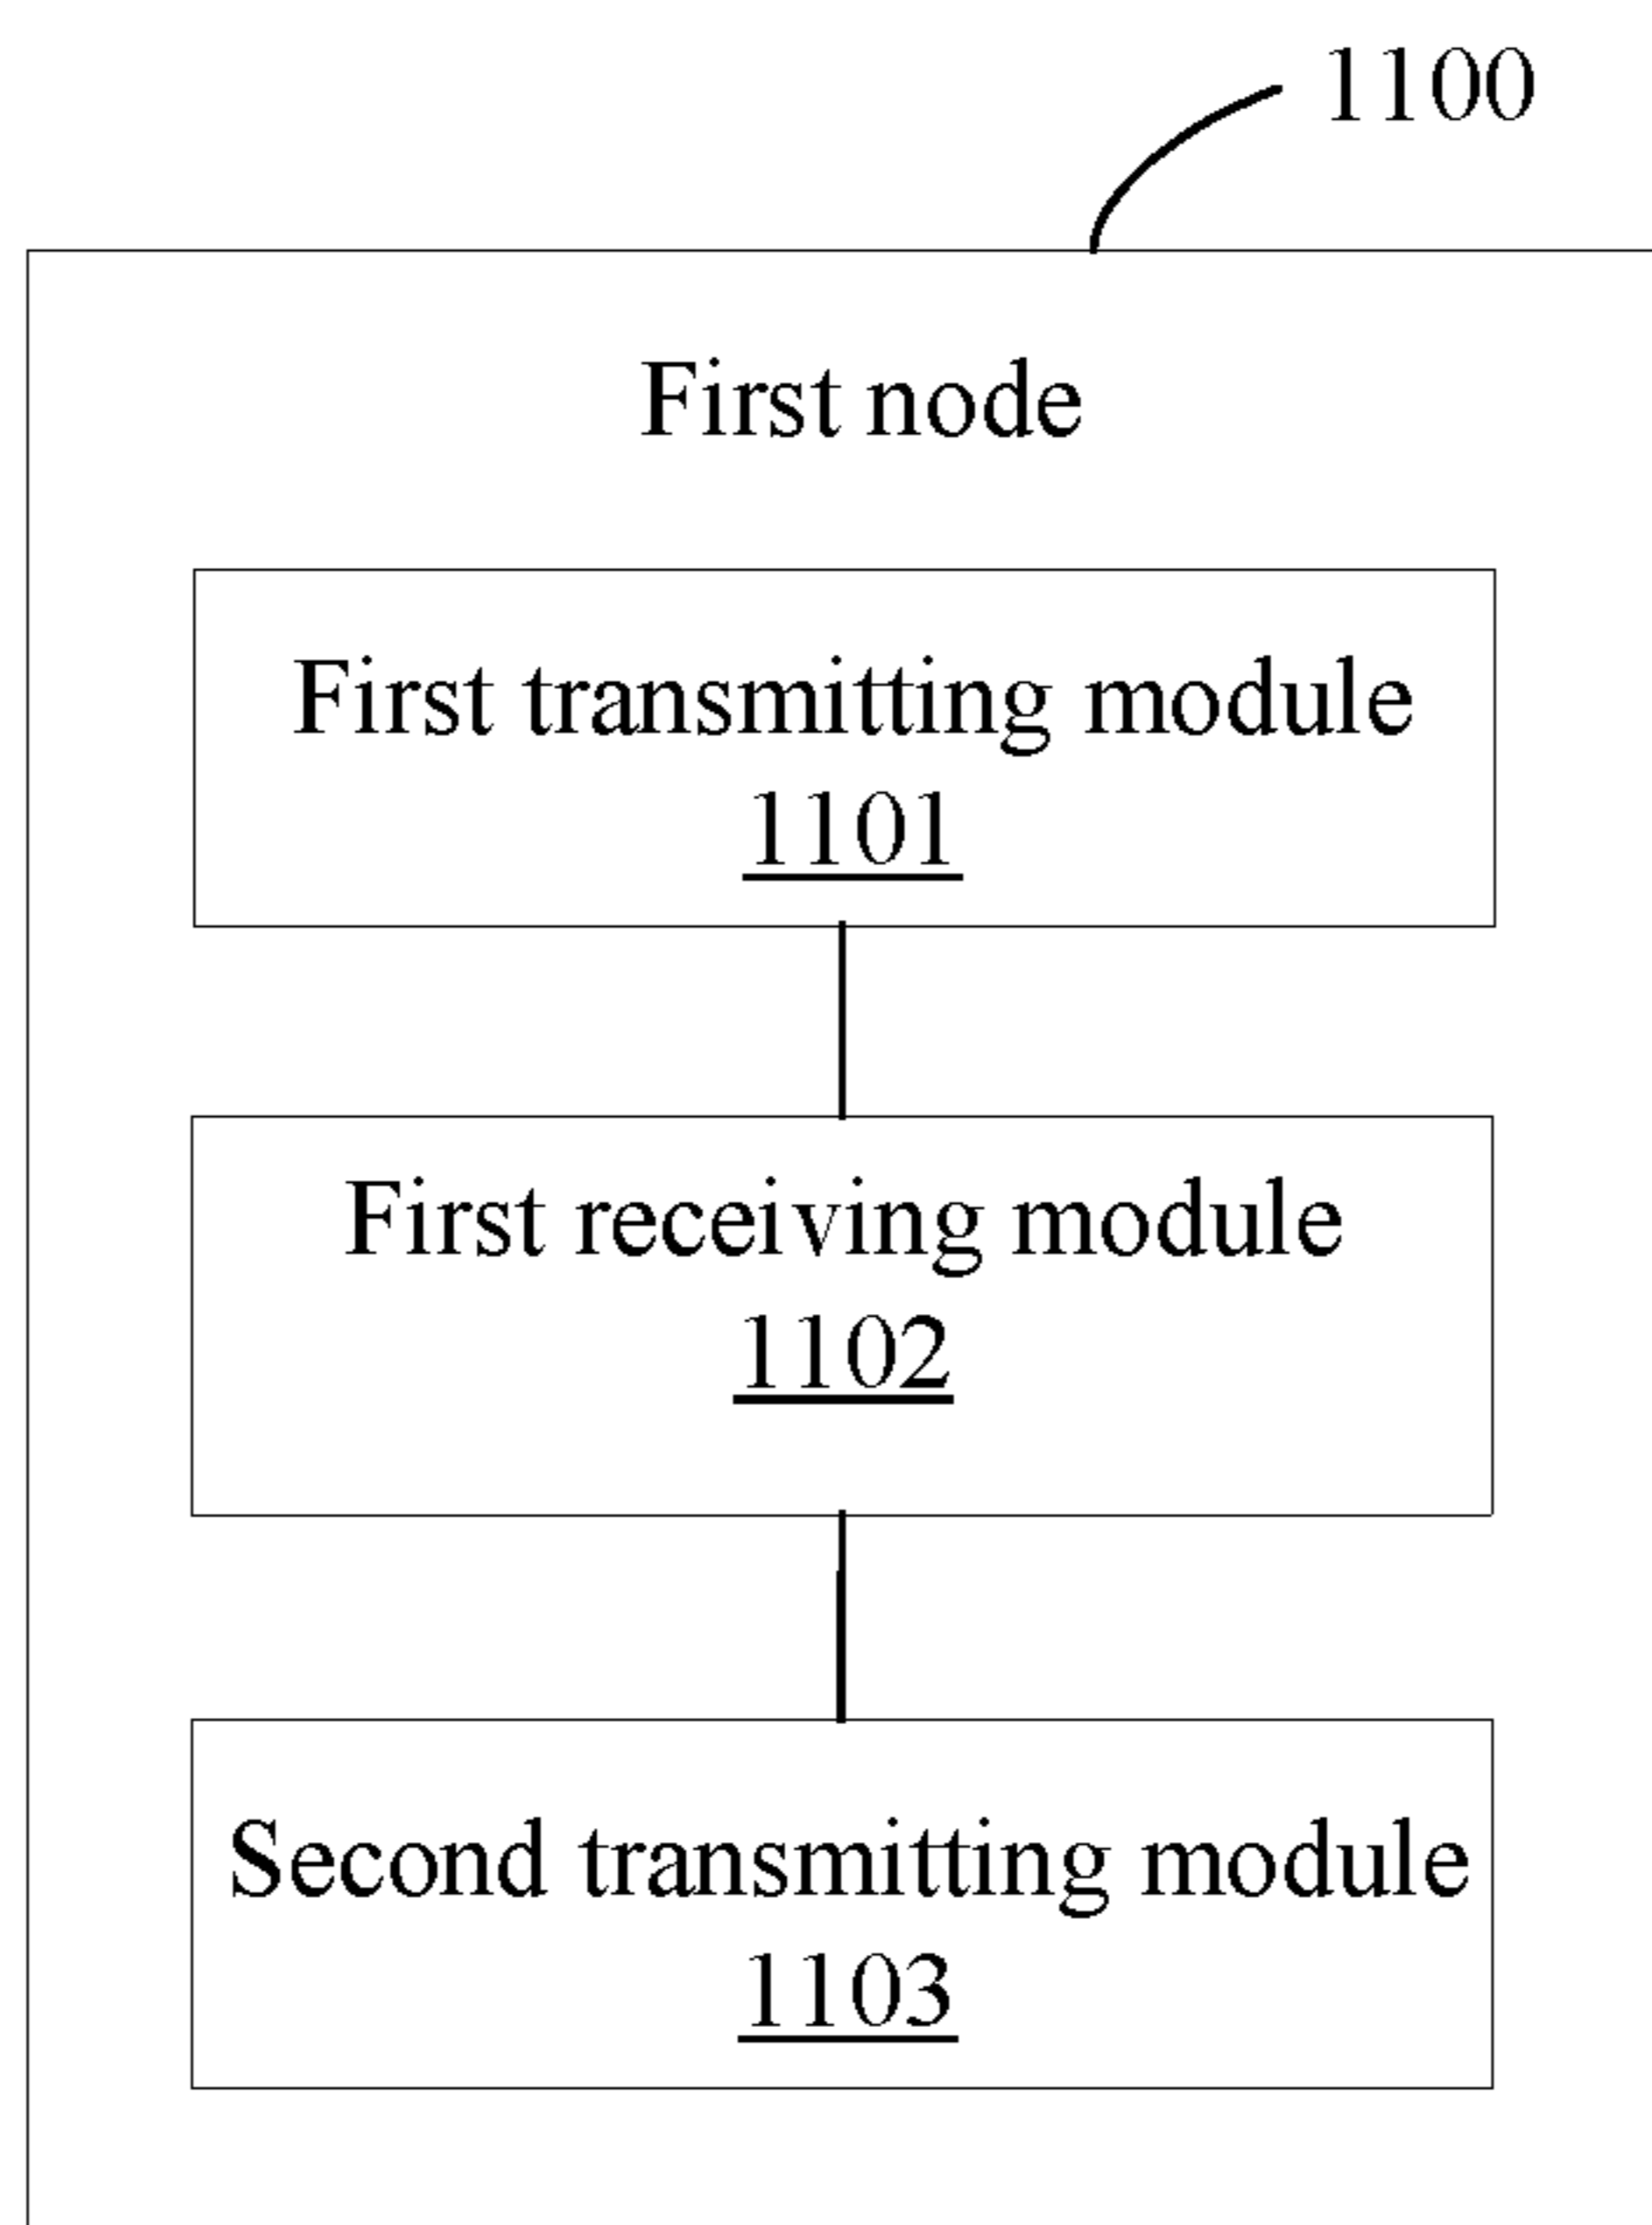 1100
First node
First transmitting module
1101
First receiving module
1102
Second transmitting module
1103